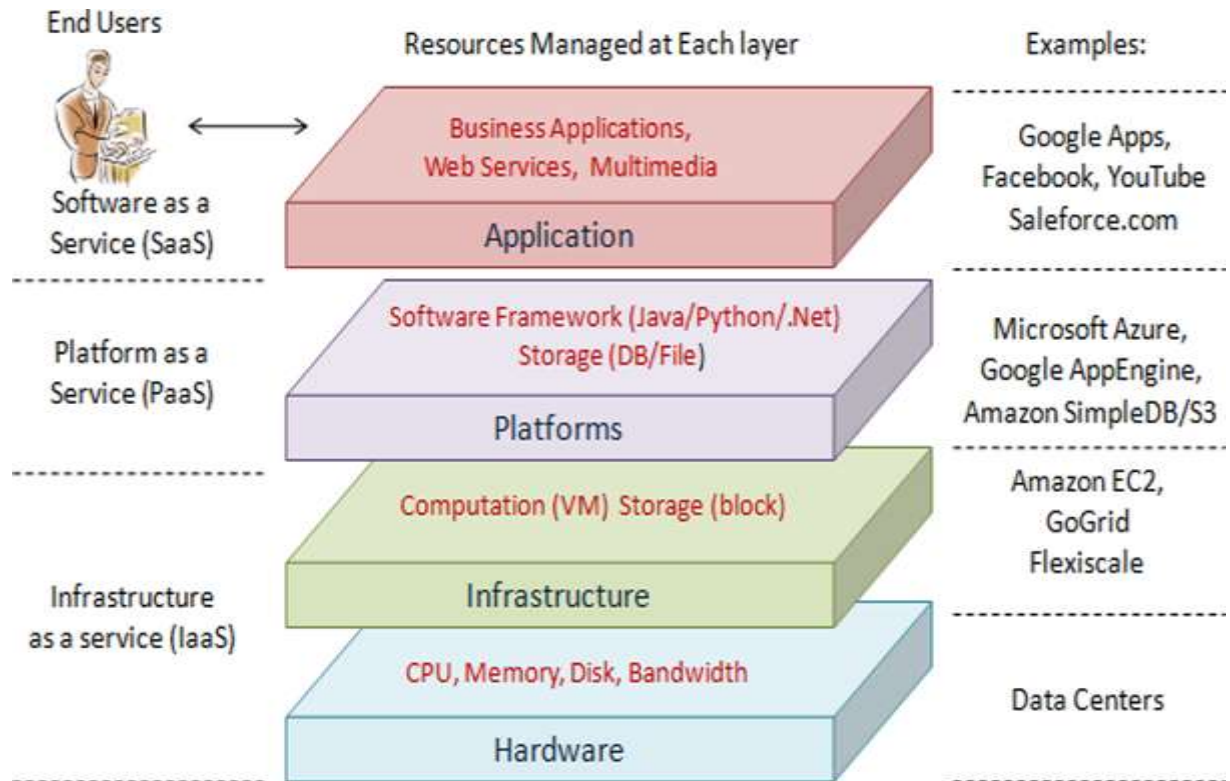 End Users
Resources Managed at Each layer
Examples:
Business Applications,
Web Services, Multimedia
Application
Software as a
Service (SaaS)
Google Apps,
Facebook, YouTube
Saleforce.com
Software Framework (Java/Python/.Net)
Storage (DB/File)
Platforms
Platform as a
Service (PaaS)
Microsoft Azure,
Google AppEngine,
Amazon SimpleDB/S3
Computation (VM) Storage (block)
Infrastructure
Amazon EC2,
GoGrid
Flexiscale
Infrastructure
as a service (IaaS)
CPU, Memory, Disk, Bandwidth
Hardware
Data Centers